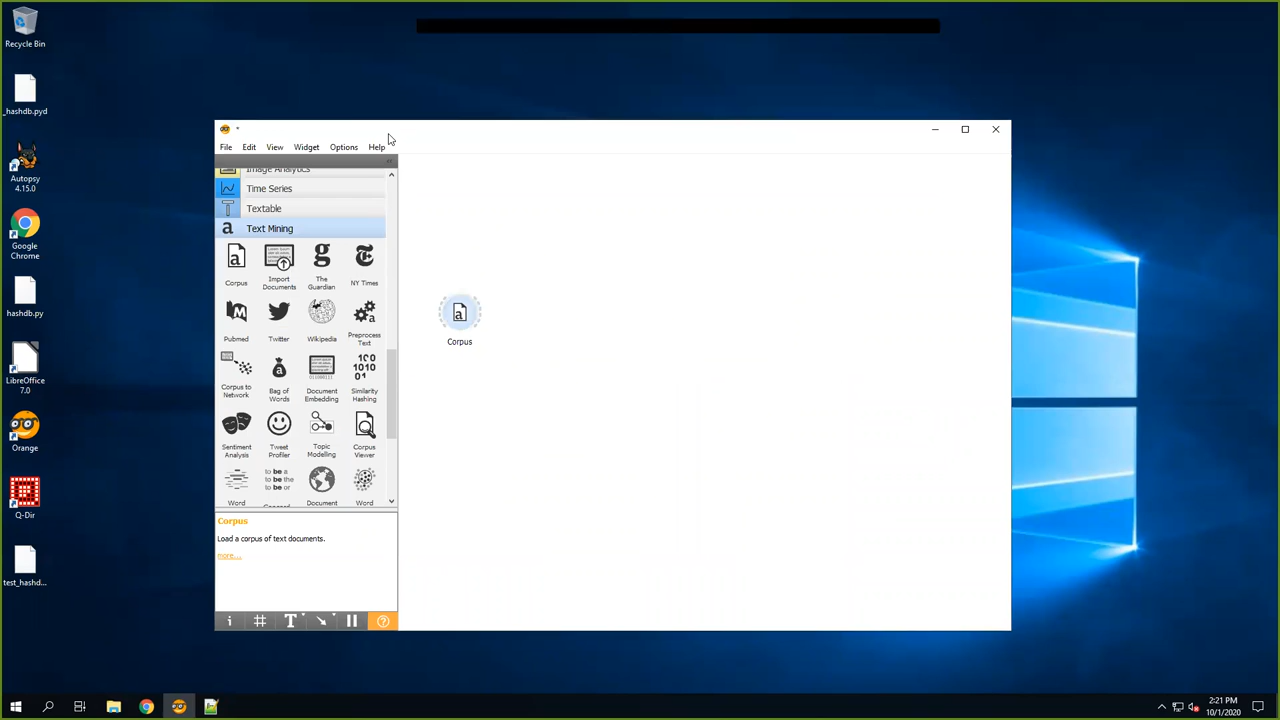 Recycle Bin
_hashdb.pyd
Autopsy
4.15.0
Google
Chrome
hashdb.py
LibreOffice
7.0
Orange
Q-Dir
test_hashd...
*
File Edit View Widget Options Help
Image Analytics
Time Series
Textable
Text Mining
Corpus
Import
Documents
The
Guardian
NY Times
Pubmed
Twitter
Wikipedia
Preprocess
Text
Corpus to
Network
Bag of
Words
Document
Embedding
Similarity
Hashing
Sentiment
Analysis
Tweet
Profiler
Topic
Modelling
Corpus
Viewer
Word
Document
Word
Corpus
Load a corpus of text documents.
more...
Corpus
2:21 PM
10/1/2020